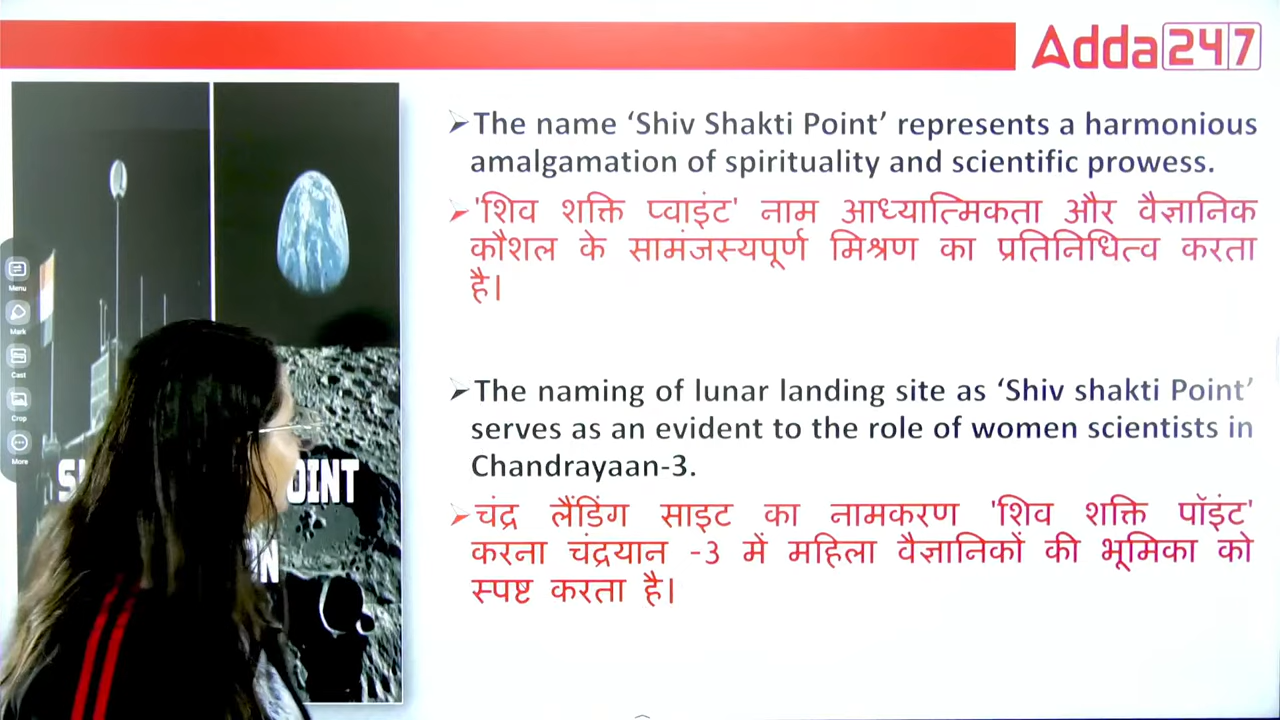 Adda247
➢The name ‘Shiv Shakti Point’ represents a harmonious
amalgamation of spirituality and scientific prowess.
➢'शिव शक्ति प्वाइंट' नाम आध्यात्मिकता और वैज्ञानिक
कौशल के सामंजस्यपूर्ण मिश्रण का प्रतिनिधित्व करता
है।
➢The naming of lunar landing site as ‘Shiv shakti Point’
serves as an evident to the role of women scientists in
Chandrayaan-3.
➢चंद्र लैंडिंग साइट का नामकरण 'शिव शक्ति पॉइंट'
करना चंद्रयान -3 में महिला वैज्ञानिकों की भूमिका को
स्पष्ट करता है।
Menu
Mark
Cast
Crop
More